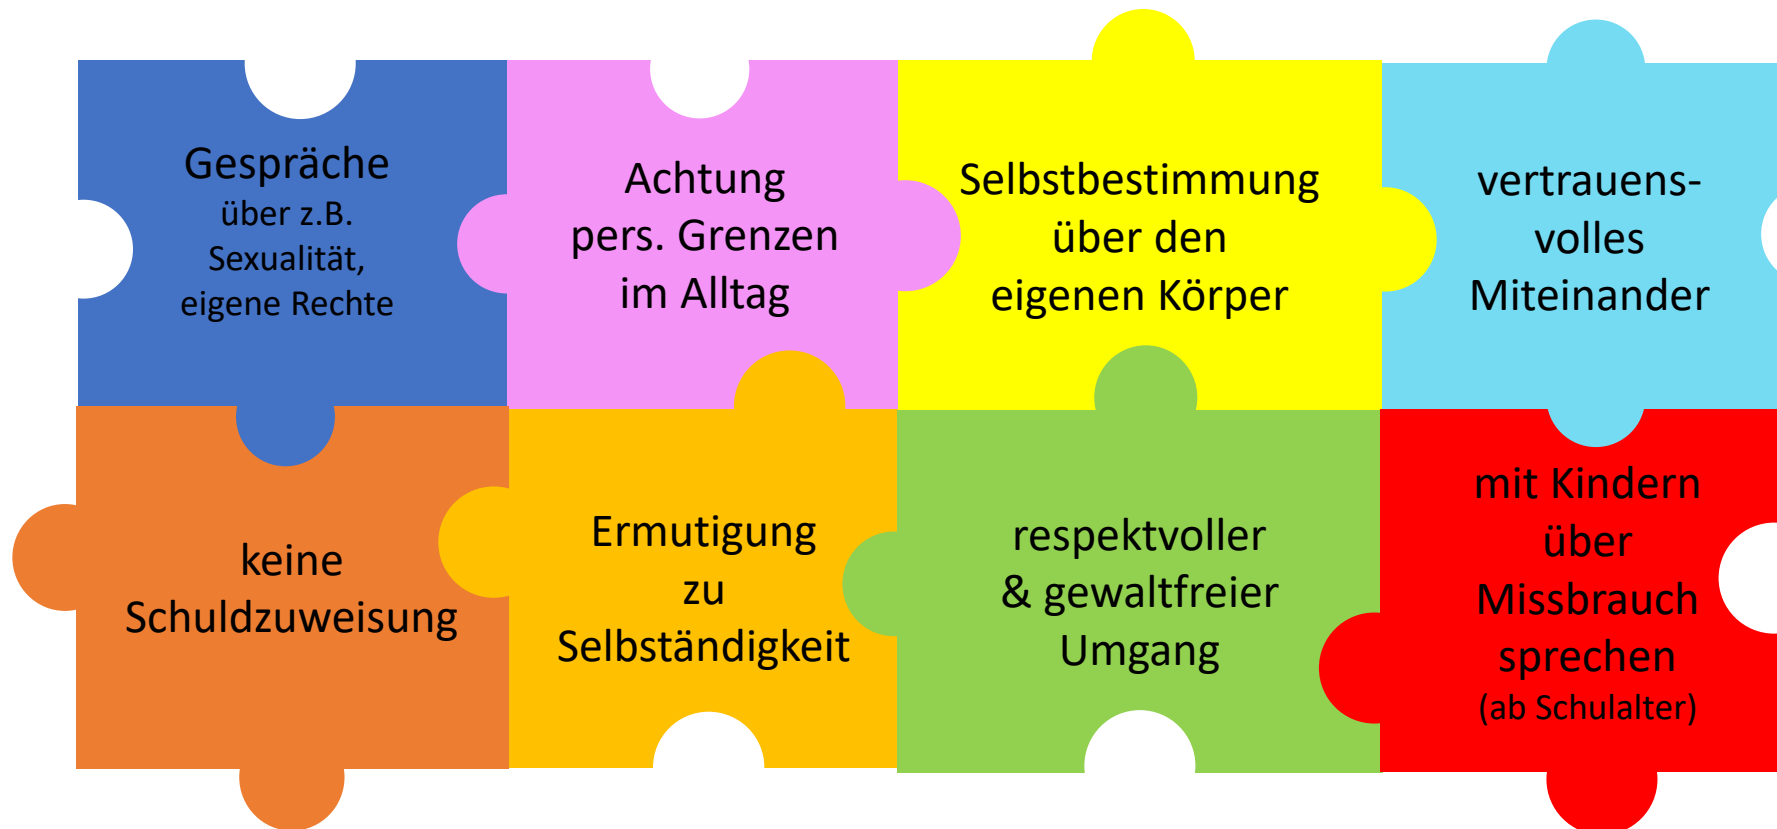 Gespräche
über z.B.
Sexualität,
eigene Rechte
Achtung
pers. Grenzen
im Alltag
Selbstbestimmung
über den
eigenen Körper
vertrauens-
volles
Miteinander
keine
Schuldzuweisung
Ermutigung
zu
Selbständigkeit
respektvoller
& gewaltfreier
Umgang
mit Kindern
über
Missbrauch
sprechen
(ab Schulalter)